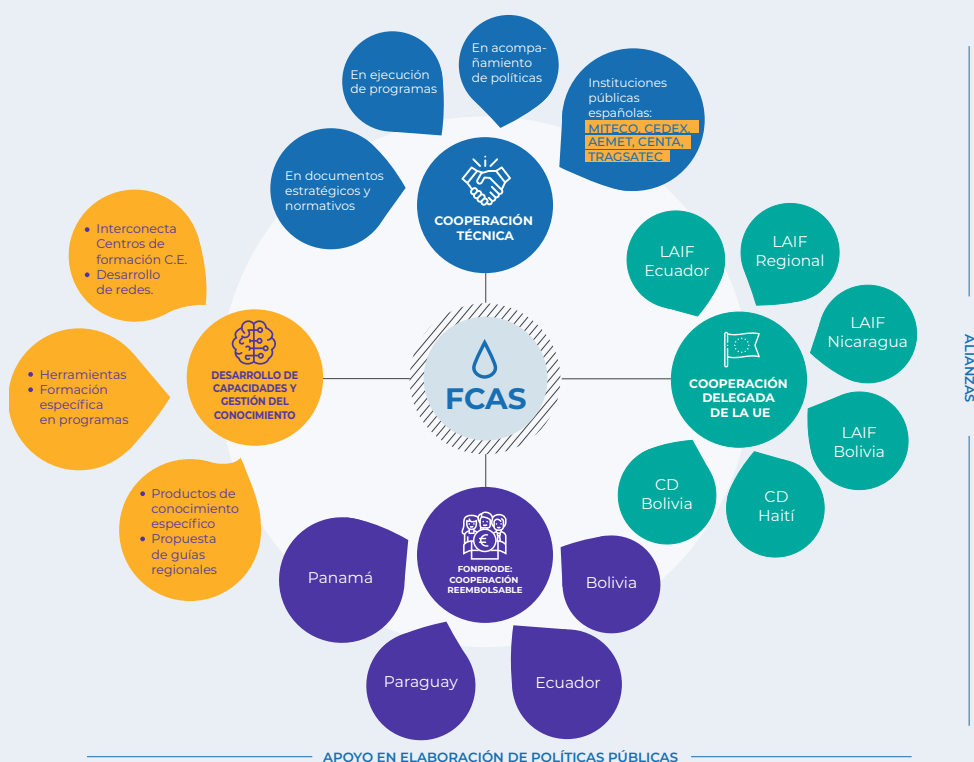 En ejecución
de programas
En acompa-
ñamiento
de políticas
Instituciones
públicas
españolas:
MITECO, CEDEX,
AEMET, CENTA,
TRAGSATEC
En documentos
estratégicos y
normativos
COOPERACIÓN
TÉCNICA
• Interconecta
Centros de
formación C.E.
• Desarrollo
de redes.
• Herramientas
• Formación
específica
en programas
DESARROLLO DE
CAPACIDADES Y
GESTIÓN DEL
CONOCIMIENTO
• Productos de
conocimiento
específico
• Propuesta
de guías
regionales
FCAS
LAIF
Ecuador
LAIF
Regional
LAIF
Nicaragua
COOPERACIÓN
DELEGADA
DE LA UE
LAIF
Bolivia
CD
Bolivia
CD
Haití
ALIANZAS
€
FONPRODE:
COOPERACIÓN
REEMBOLSABLE
Panamá
Bolivia
Paraguay
Ecuador
APOYO EN ELABORACIÓN DE POLÍTICAS PÚBLICAS